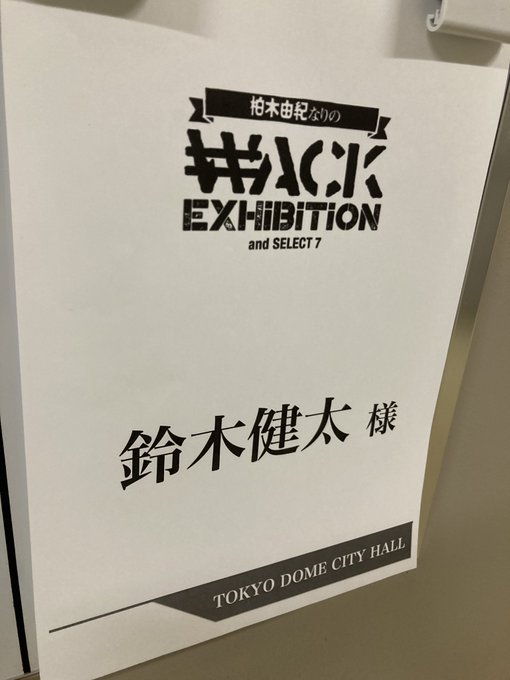 柏木由紀なりの
WACK
EXHiBiTiON
and SELECT 7
鈴木健太 様
TOKYO DOME CITY HALL